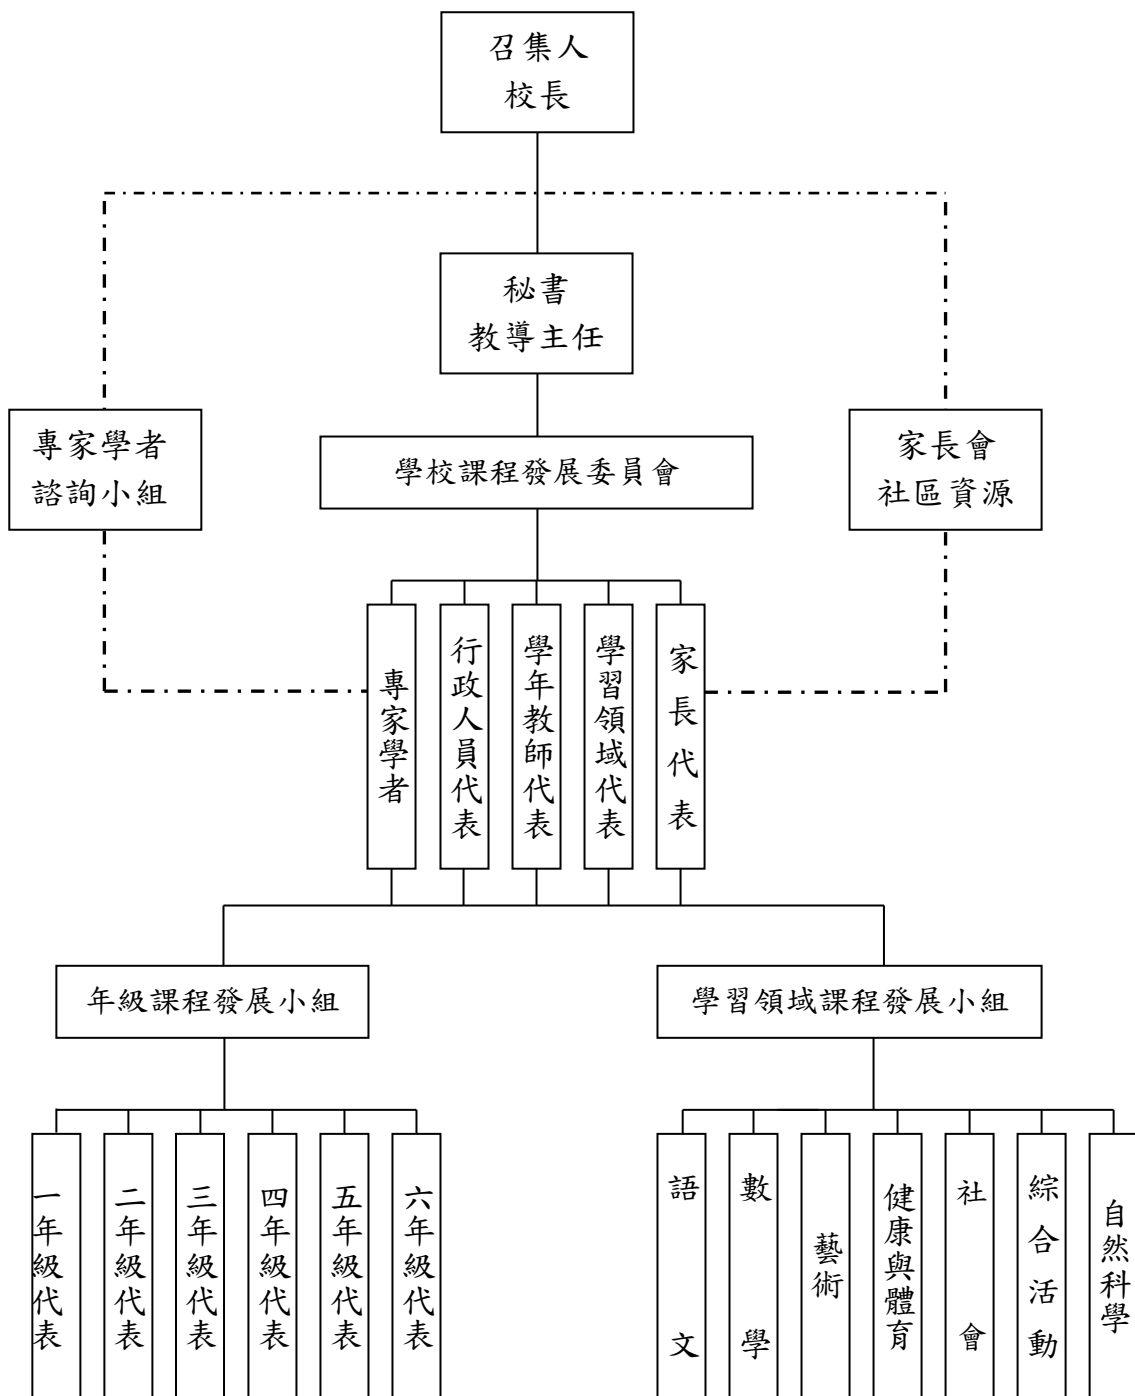 召集人
校長
秘書
教導主任
專家學者
諮詢小組
學校課程發展委員會
家長會
社區資源
專家學者
行政人員代表
學年教師代表
學習領域代表
家長代表
年級課程發展小組
學習領域課程發展小組
一年級代表
二年級代表
三年級代表
四年級代表
五年級代表
六年級代表
語文
數學
藝術
健康與體育
社會
綜合活動
自然科學